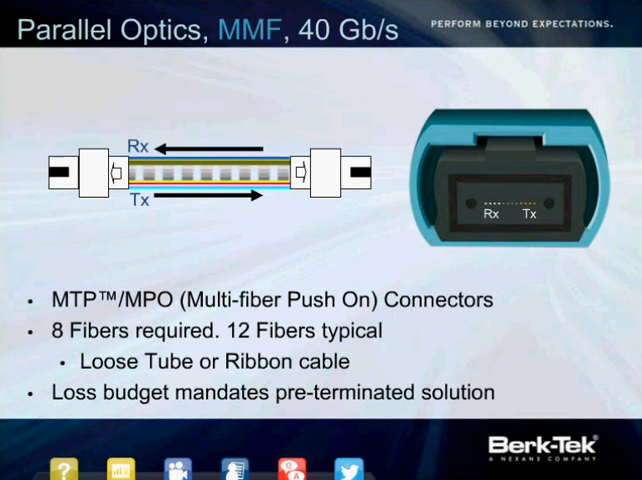 Parallel Optics, MMF, 40 Gb/s
PERFORM BEYOND EXPECTATIONS.
Rx
Tx
Rx Tx
• MTP™/MPO (Multi-fiber Push On) Connectors
• 8 Fibers required. 12 Fibers typical
• Loose Tube or Ribbon cable
• Loss budget mandates pre-terminated solution
Berk-Tek®
A NEXANS COMPANY
?
Q
A